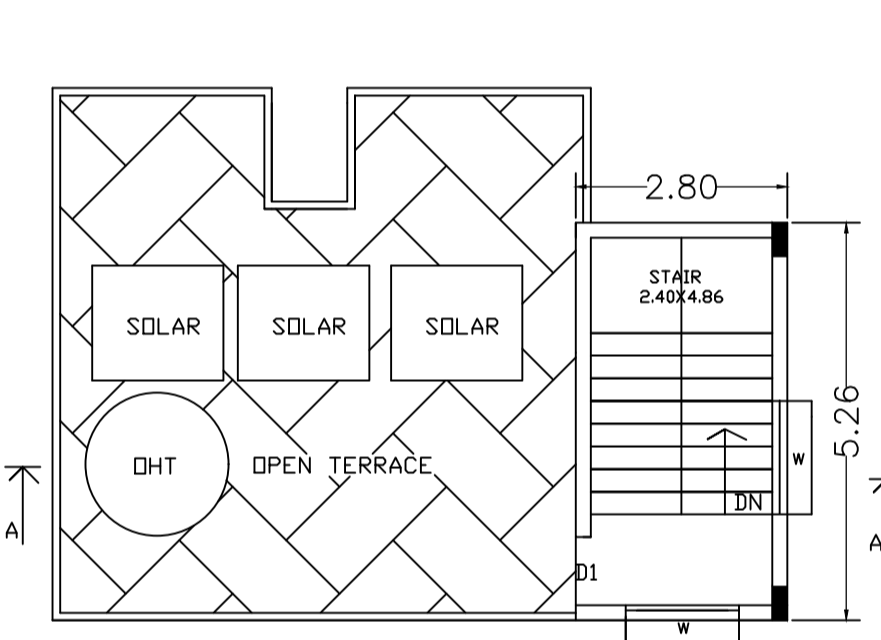 2.80
STAIR
2.40X4.86
SOLAR SOLAR SOLAR
5.26
OHT OPEN TERRACE
W
DN
A
A
D1
W